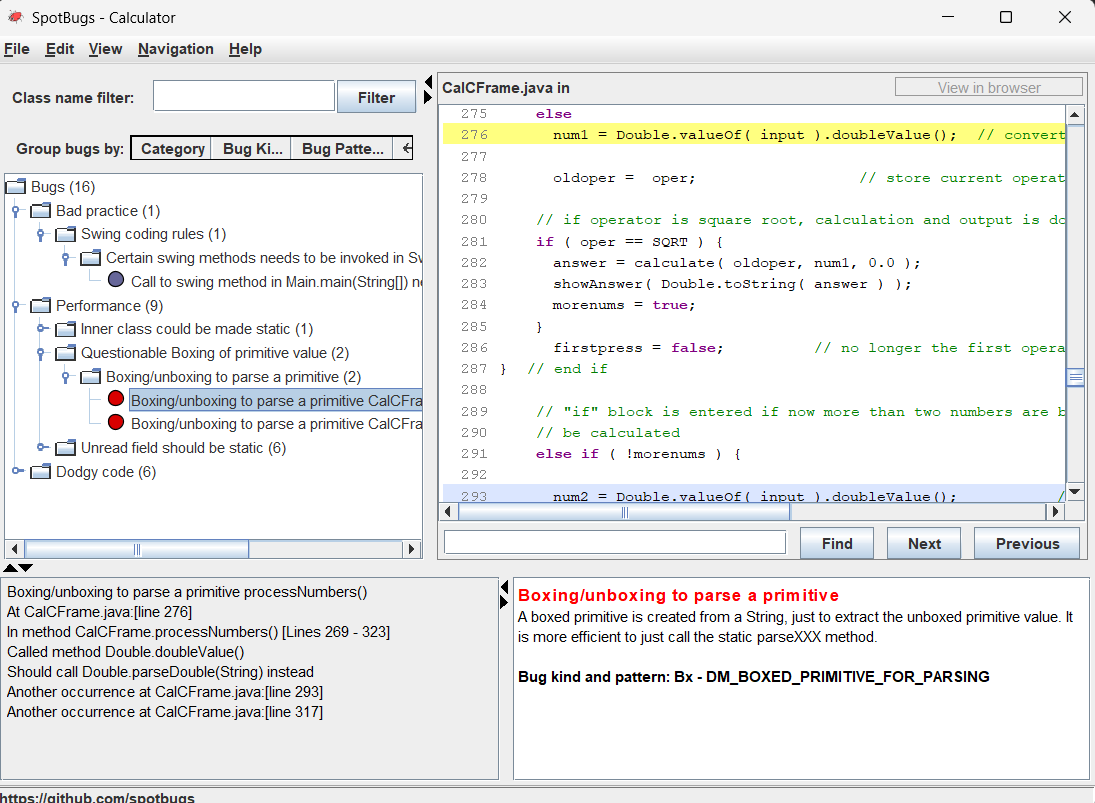 SpotBugs - Calculator
File Edit View Navigation Help
Class name filter: Filter
Group bugs by: Category Bug Ki... Bug Patte...
Bugs (16)
Bad practice (1)
Swing coding rules (1)
Certain swing methods needs to be invoked in Sw
Call to swing method in Main.main(String[]) ne
Performance (9)
Inner class could be made static (1)
Questionable Boxing of primitive value (2)
Boxing/unboxing to parse a primitive (2)
Boxing/unboxing to parse a primitive CalCFra
Boxing/unboxing to parse a primitive CalCFra
Unread field should be static (6)
Dodgy code (6)
CalCFrame.java in View in browser
275 else
276 num1 = Double.valueOf( input ).doubleValue(); // convert
277
278 oldoper = oper; // store current operat
279
280 // if operator is square root, calculation and output is do
281 if ( oper == SQRT ) {
282 answer = calculate( oldoper, num1, 0.0 );
283 showAnswer( Double.toString( answer ) );
284 morenums = true;
285 }
286 firstpress = false; // no longer the first opera
287 } // end if
288
289 // "if" block is entered if now more than two numbers are b
290 // be calculated
291 else if ( !morenums ) {
292
293 num2 = Double.valueOf( input ).doubleValue(); /
Find Next Previous
Boxing/unboxing to parse a primitive processNumbers()
At CalCFrame.java:[line 276]
In method CalCFrame.processNumbers() [Lines 269 - 323]
Called method Double.doubleValue()
Should call Double.parseDouble(String) instead
Another occurrence at CalCFrame.java:[line 293]
Another occurrence at CalCFrame.java:[line 317]
Boxing/unboxing to parse a primitive
A boxed primitive is created from a String, just to extract the unboxed primitive value. It
is more efficient to just call the static parseXXX method.
Bug kind and pattern: Bx - DM_BOXED_PRIMITIVE_FOR_PARSING
https://github.com/spotbugs